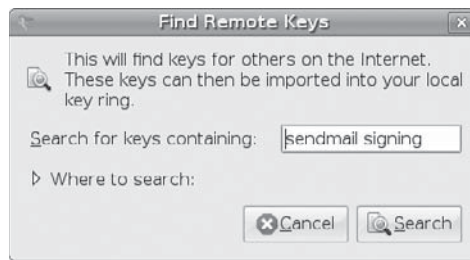 Find Remote Keys
This will find keys for others on the Internet.
These keys can then be imported into your local
key ring.
Search for keys containing: sendmail signing
Where to search:
Cancel Search